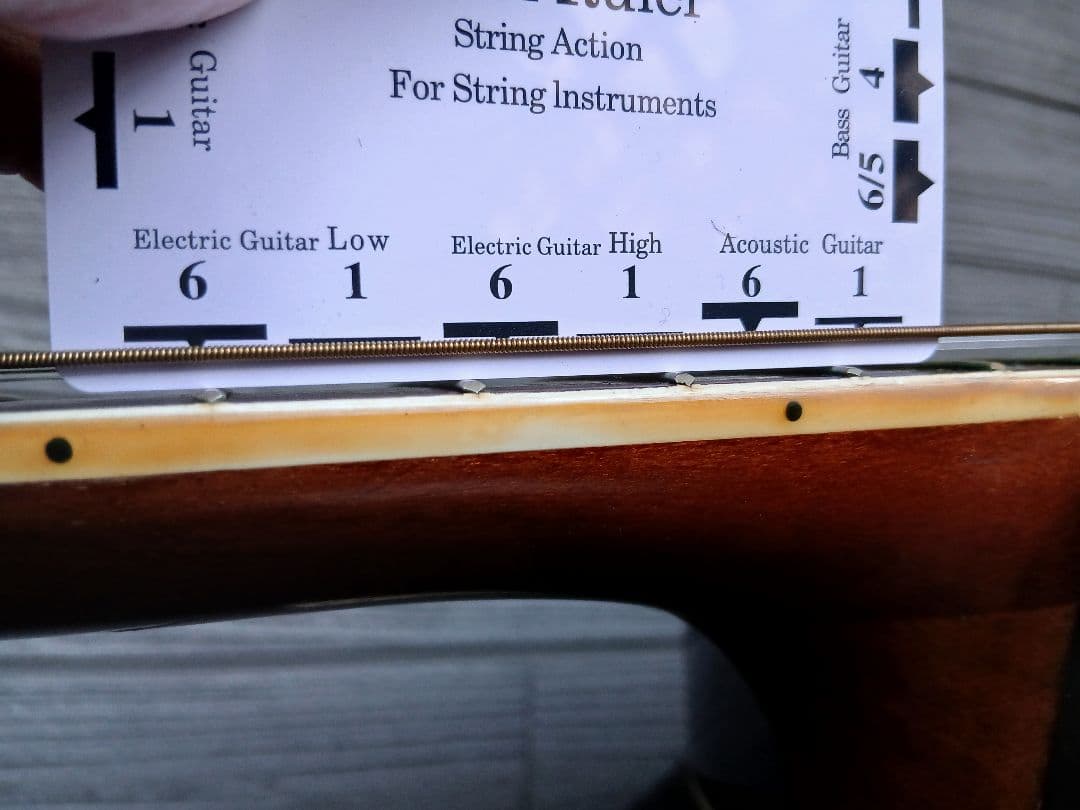 String Action
For String Instruments
Guitar
1
Bass Guitar
4
6/5
Electric Guitar Low
6 1
Electric Guitar High
6 1
Acoustic Guitar
6 1